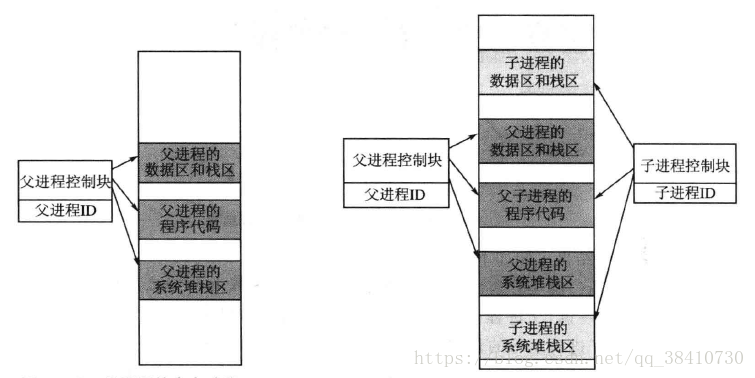 父进程控制块
父进程ID
父进程的
数据区和栈区
父进程的
程序代码
父进程的
系统堆栈区
父进程控制块
父进程ID
子进程的
数据区和栈区
父进程的
数据区和栈区
父子进程的
程序代码
父进程的
系统堆栈区
子进程的
系统堆栈区
子进程控制块
子进程ID
https://blog.csdn.net/qq_38410730